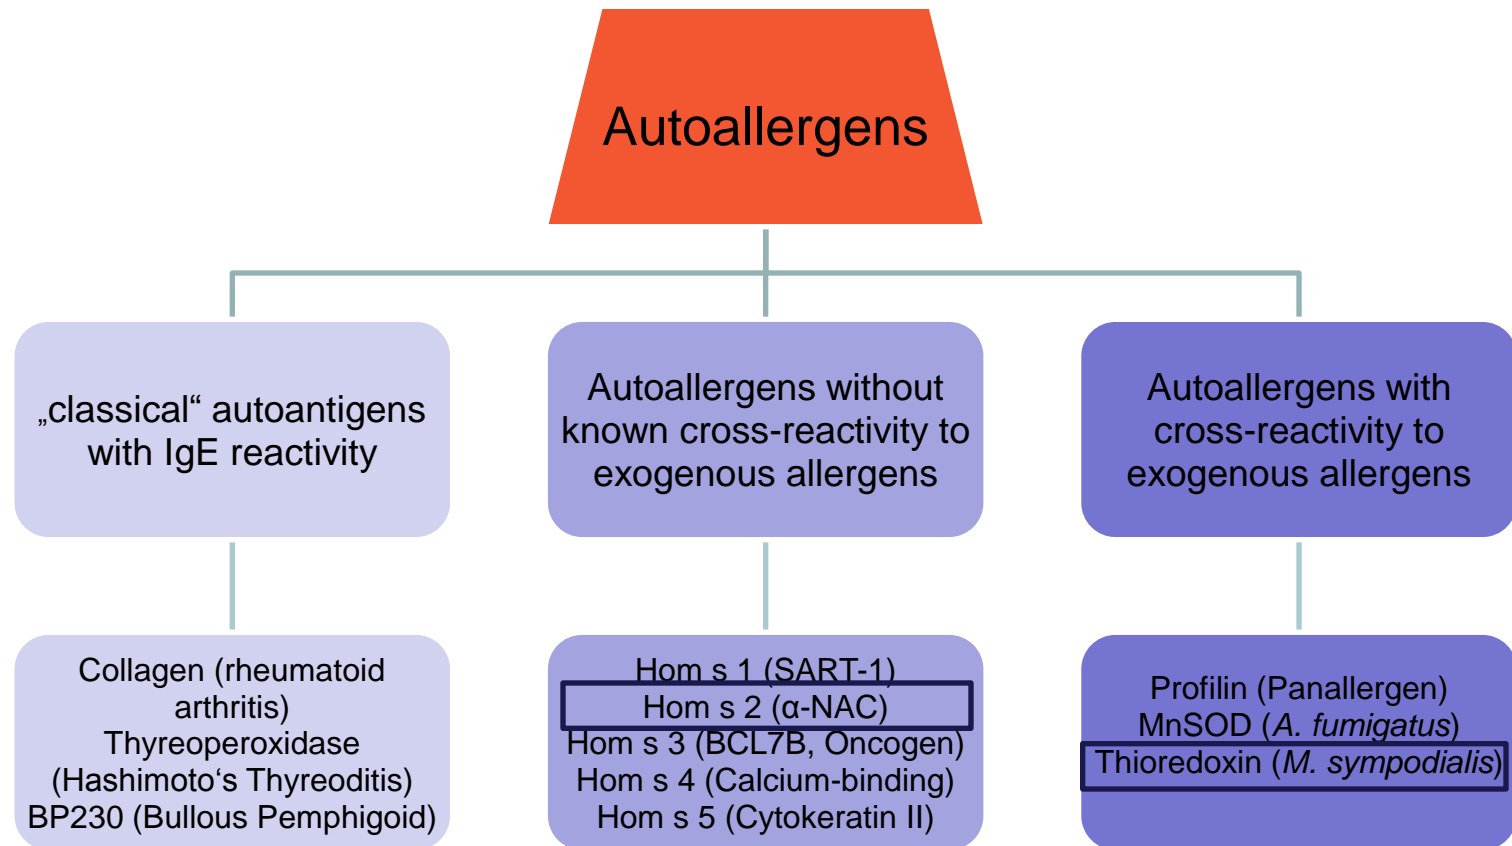 Autoallergens
„classical“ autoantigens
with IgE reactivity
Autoallergens without
known cross-reactivity to
exogenous allergens
Autoallergens with
cross-reactivity to
exogenous allergens
Collagen (rheumatoid
arthritis)
Thyreoperoxidase
(Hashimoto‘s Thyreoditis)
BP230 (Bullous Pemphigoid)
Hom s 1 (SART-1)
Hom s 2 (α-NAC)
Hom s 3 (BCL7B, Oncogen)
Hom s 4 (Calcium-binding)
Hom s 5 (Cytokeratin II)
Profilin (Panallergen)
MnSOD (A. fumigatus)
Thioredoxin (M. sympodialis)